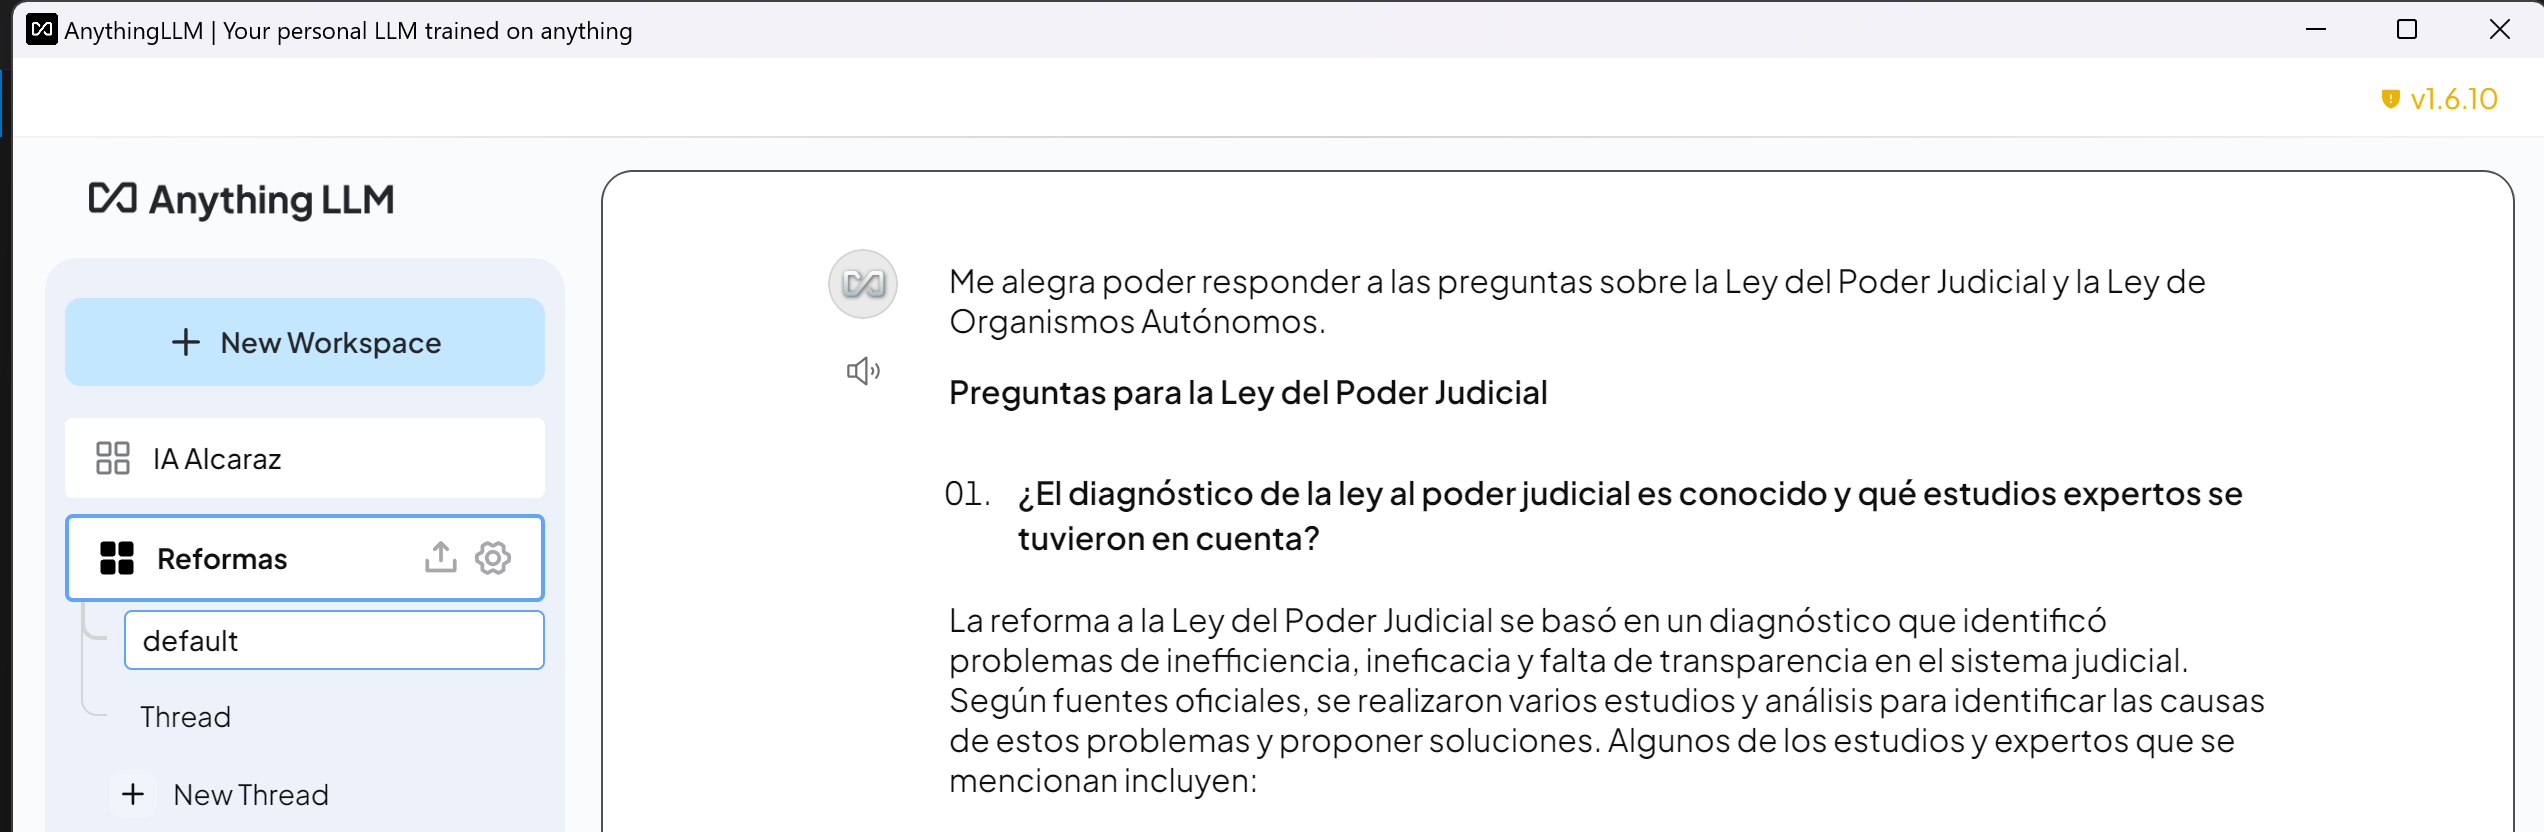 AnythingLLM | Your personal LLM trained on anything
v1.6.10
Anything LLM
New Workspace
IA Alcaraz
Reformas
default
Thread
New Thread
Me alegra poder responder a las preguntas sobre la Ley del Poder Judicial y la Ley de
Organismos Autónomos.
Preguntas para la Ley del Poder Judicial
01. ¿El diagnóstico de la ley al poder judicial es conocido y qué estudios expertos se
tuvieron en cuenta?
La reforma a la Ley del Poder Judicial se basó en un diagnóstico que identificó
problemas de inefficiencia, ineficacia y falta de transparencia en el sistema judicial.
Según fuentes oficiales, se realizaron varios estudios y análisis para identificar las causas
de estos problemas y proponer soluciones. Algunos de los estudios y expertos que se
mencionan incluyen: